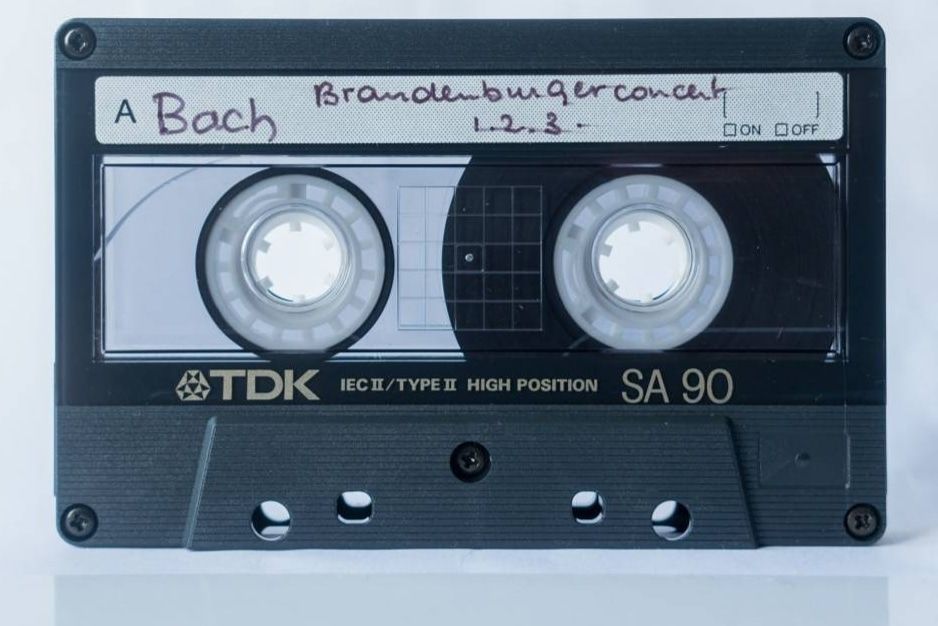 A Bach Brandenburgerconcert
1.2.3.
☐ ON ☐ OFF
TDK IEC II/TYPE II HIGH POSITION SA 90